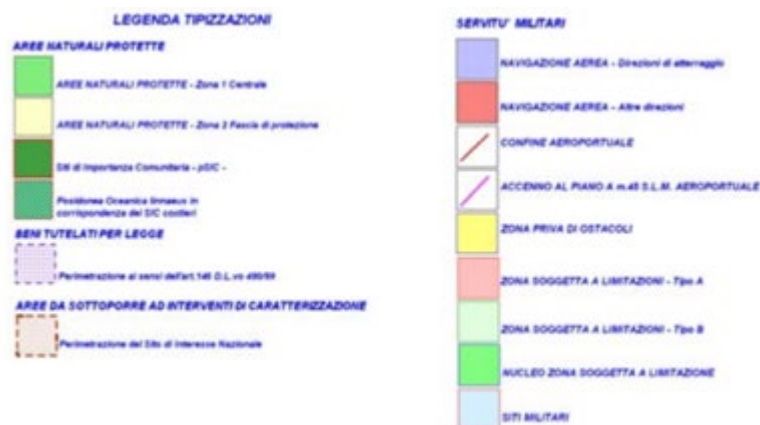 LEGENDA TIPIZZAZIONI
AREE NATURALI PROTETTE
AREE NATURALI PROTETTE - Zona 1 Centrale
AREE NATURALI PROTETTE - Zona 2 Fascia di protezione
Siti di Importanza Comunitaria - pSIC -
Posidonea Oceanica linnaeus in
corrispondenza dei SIC costieri
BENI TUTELATI PER LEGGE
Perimetrazione ai sensi dell'art.146 D.L.vo 490/99
AREE DA SOTTOPORRE AD INTERVENTI DI CARATTERIZZAZIONE
Perimetrazione del Sito di Interesse Nazionale
SERVITU' MILITARI
NAVIGAZIONE AEREA - Direzioni di atterraggio
NAVIGAZIONE AEREA - Altre direzioni
CONFINE AEROPORTUALE
ACCENNO AL PIANO A m.45 S.L.M. AEROPORTUALE
ZONA PRIVA DI OSTACOLI
ZONA SOGGETTA A LIMITAZIONI - Tipo A
ZONA SOGGETTA A LIMITAZIONI - Tipo B
NUCLEO ZONA SOGGETTA A LIMITAZIONE
SITI MILITARI